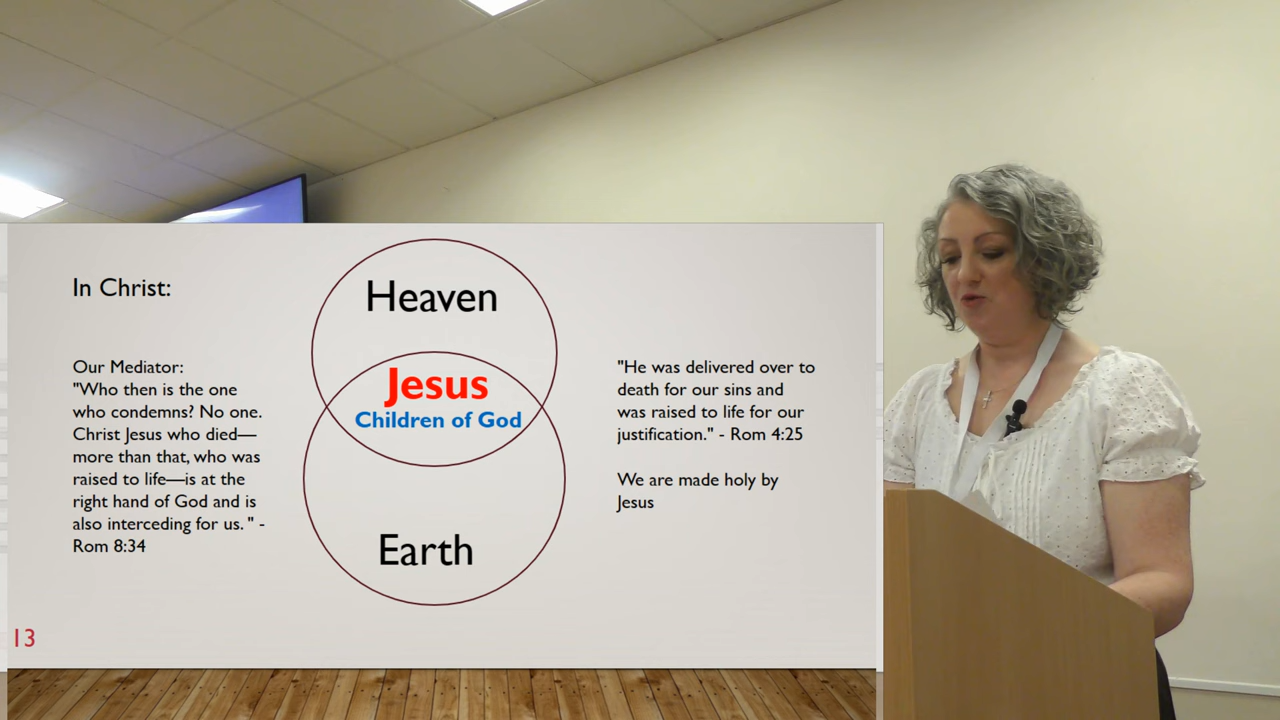 In Christ:
Our Mediator:
"Who then is the one
who condemns? No one.
Christ Jesus who died—
more than that, who was
raised to life—is at the
right hand of God and is
also interceding for us. " -
Rom 8:34
Heaven
Jesus
Children of God
Earth
"He was delivered over to
death for our sins and
was raised to life for our
justification." - Rom 4:25
We are made holy by
Jesus
13